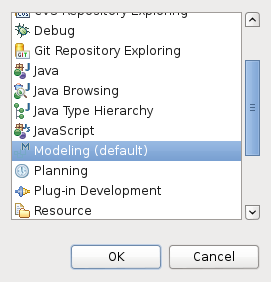 CVS Repository Exploring
Debug
Git Repository Exploring
Java
Java Browsing
Java Type Hierarchy
JavaScript
Modeling (default)
Planning
Plug-in Development
Resource
OK
Cancel